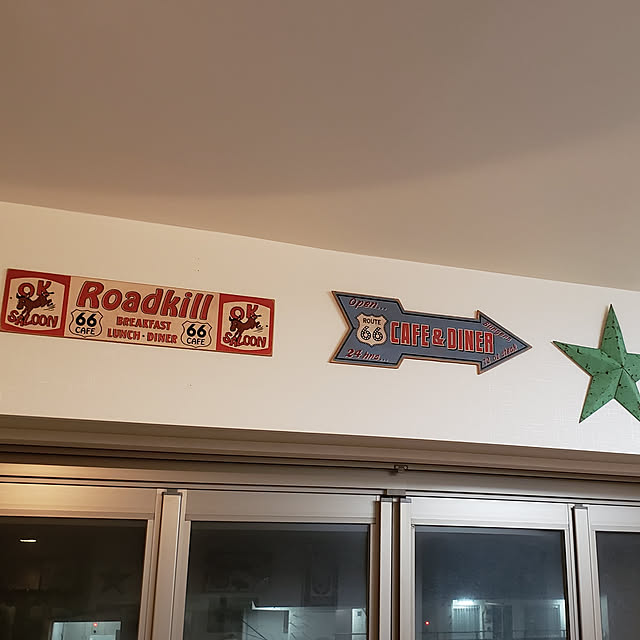 OK
SALOON
Roadkill
66
CAFE
BREAKFAST
LUNCH - DINER
66
CAFE
OK
SALOON
Open...
ROUTE
66
CAFE & DINER
24 hrs...